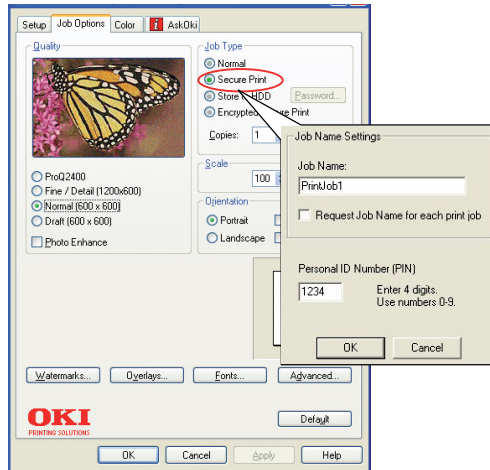 Setup Job Options Color AskOki
Quality
ProQ2400
Fine / Detail (1200x600)
Normal (600 x 600)
Draft (600 x 600)
Photo Enhance
Job Type
Normal
Secure Print
Store HDD Password...
Encrypted re Print
Copies: 1
Scale
100
Orientation
Portrait
Landscape
Job Name Settings
Job Name:
PrintJob1
Request Job Name for each print job
Personal ID Number (PIN)
1234 Enter 4 digits.
Use numbers 0-9.
OK Cancel
Watermarks... Overlays... Fonts... Advanced...
OKI
PRINTING SOLUTIONS
Default
OK Cancel Apply Help